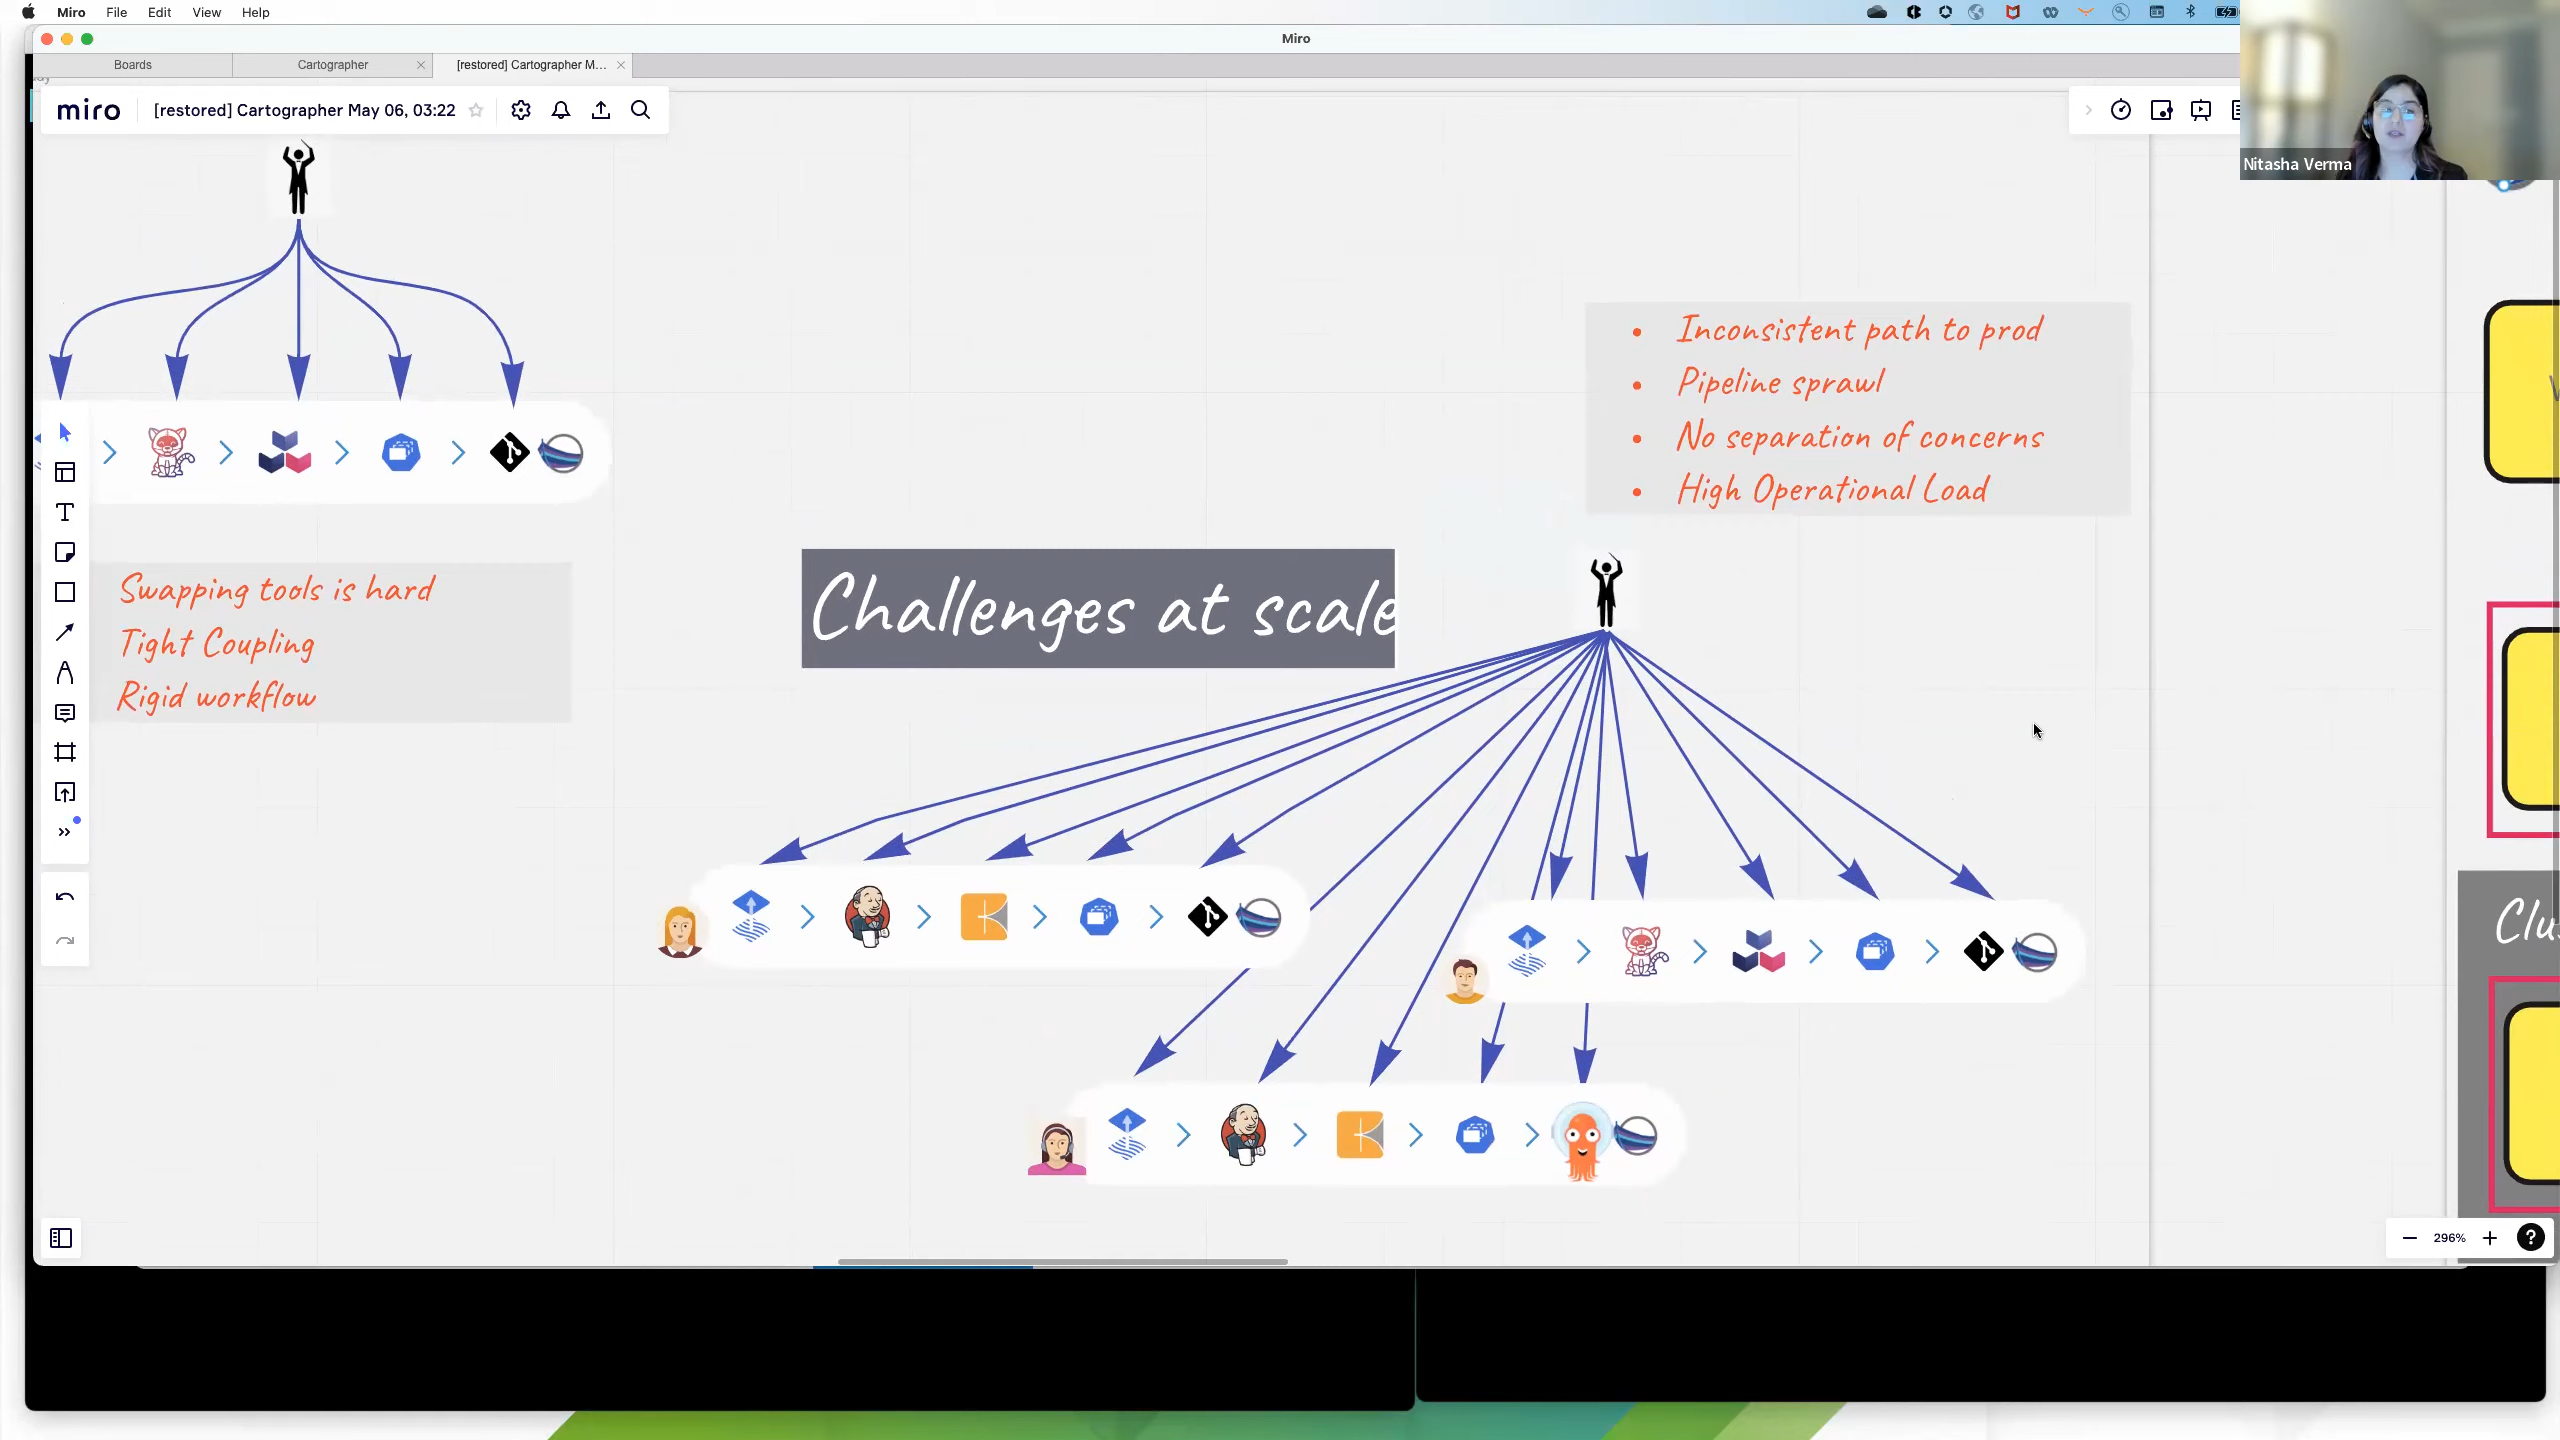 Miro File Edit View Help
Miro
Boards
Cartographer
[restored] Cartographer M...
miro
[restored] Cartographer May 06, 03:22
Nitasha Verma
Inconsistent path to prod
Pipeline sprawl
No separation of concerns
High Operational Load
Swapping tools is hard
Tight Coupling
Rigid workflow
Challenges at scale
Clu
296%